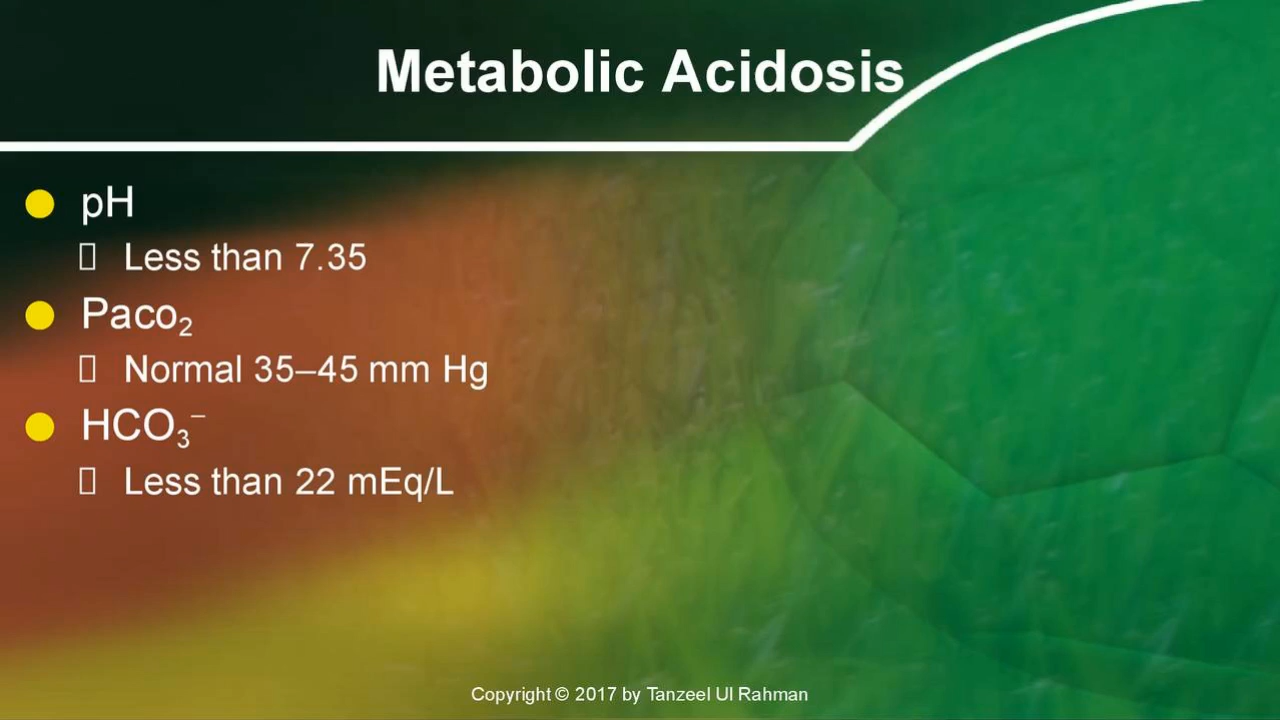 Metabolic Acidosis
pH
Less than 7.35
Paco₂
Normal 35–45 mm Hg
HCO₃⁻
Less than 22 mEq/L
Copyright © 2017 by Tanzeel Ul Rahman